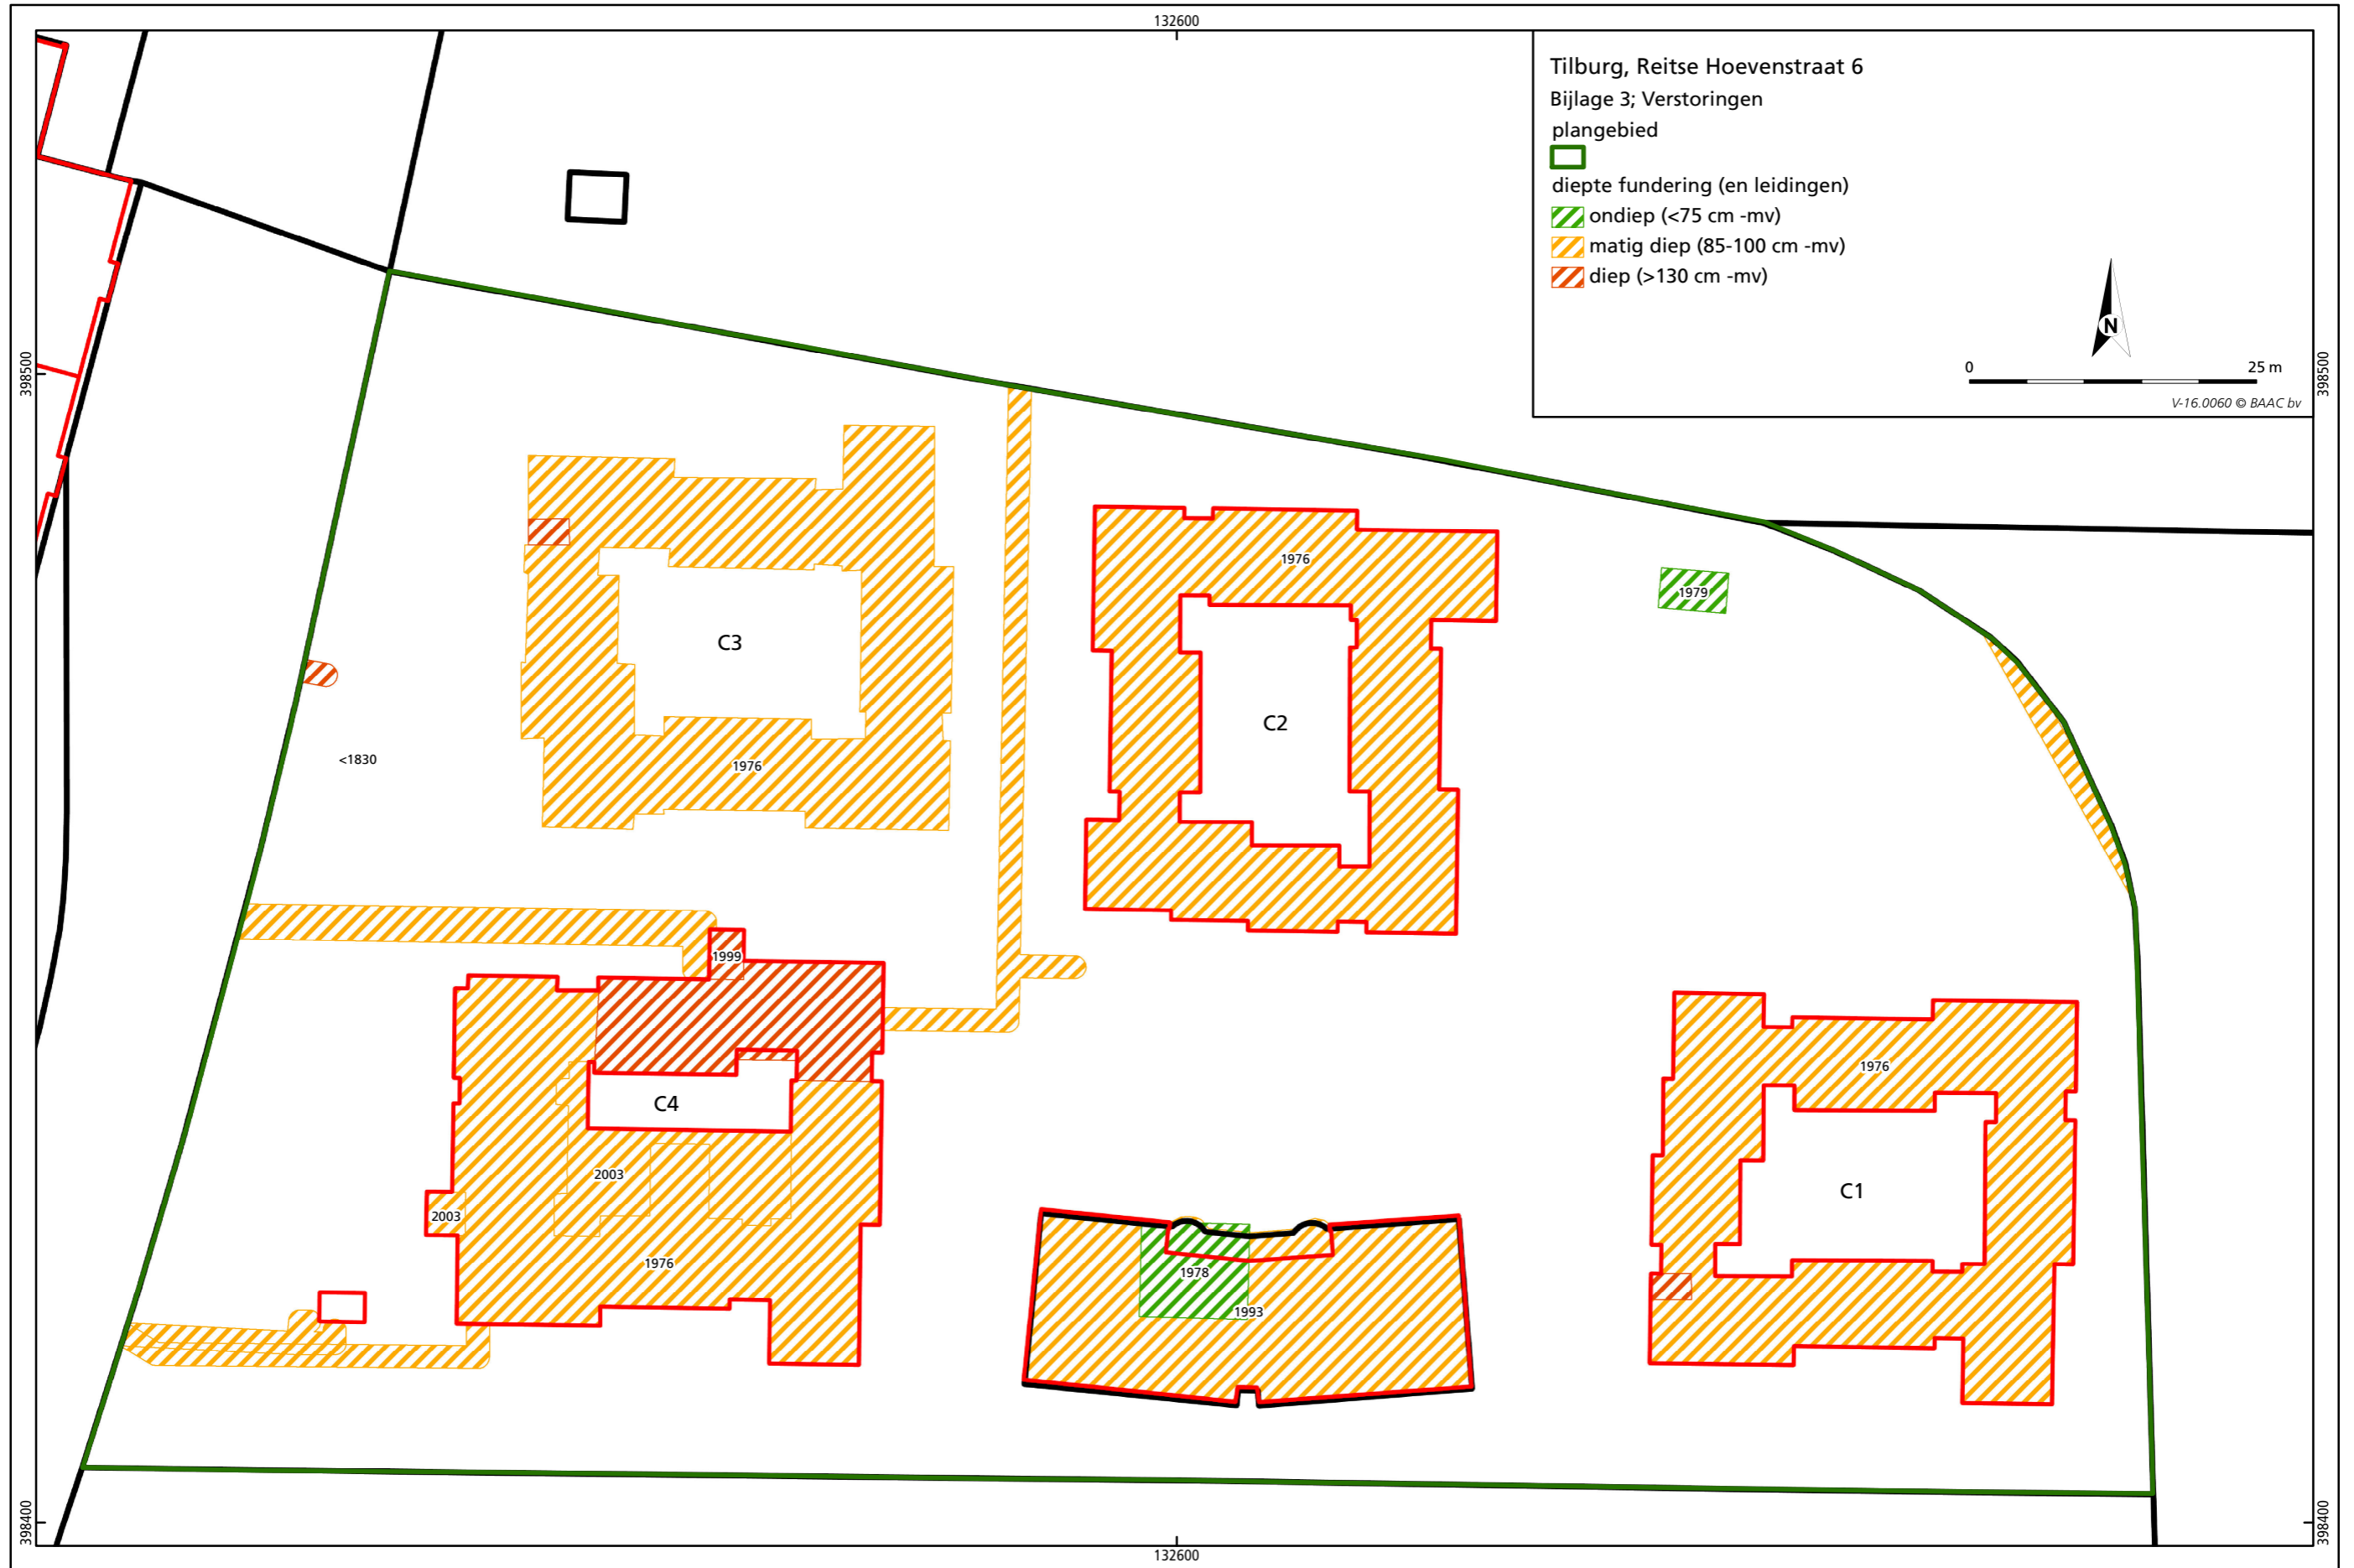 132600
Tilburg, Reitse Hoevenstraat 6
Bijlage 3; Verstoringen
plangebied
diepte fundering (en leidingen)
ondiep (<75 cm -mv)
matig diep (85-100 cm -mv)
diep (>130 cm -mv)
N
0 25 m
V-16.0060 © BAAC bv
398500
398500
1976
1979
C3
C2
<1830
1976
1999
1976
C4
2003
C1
2003
1976
1978
1993
398400
398400
132600